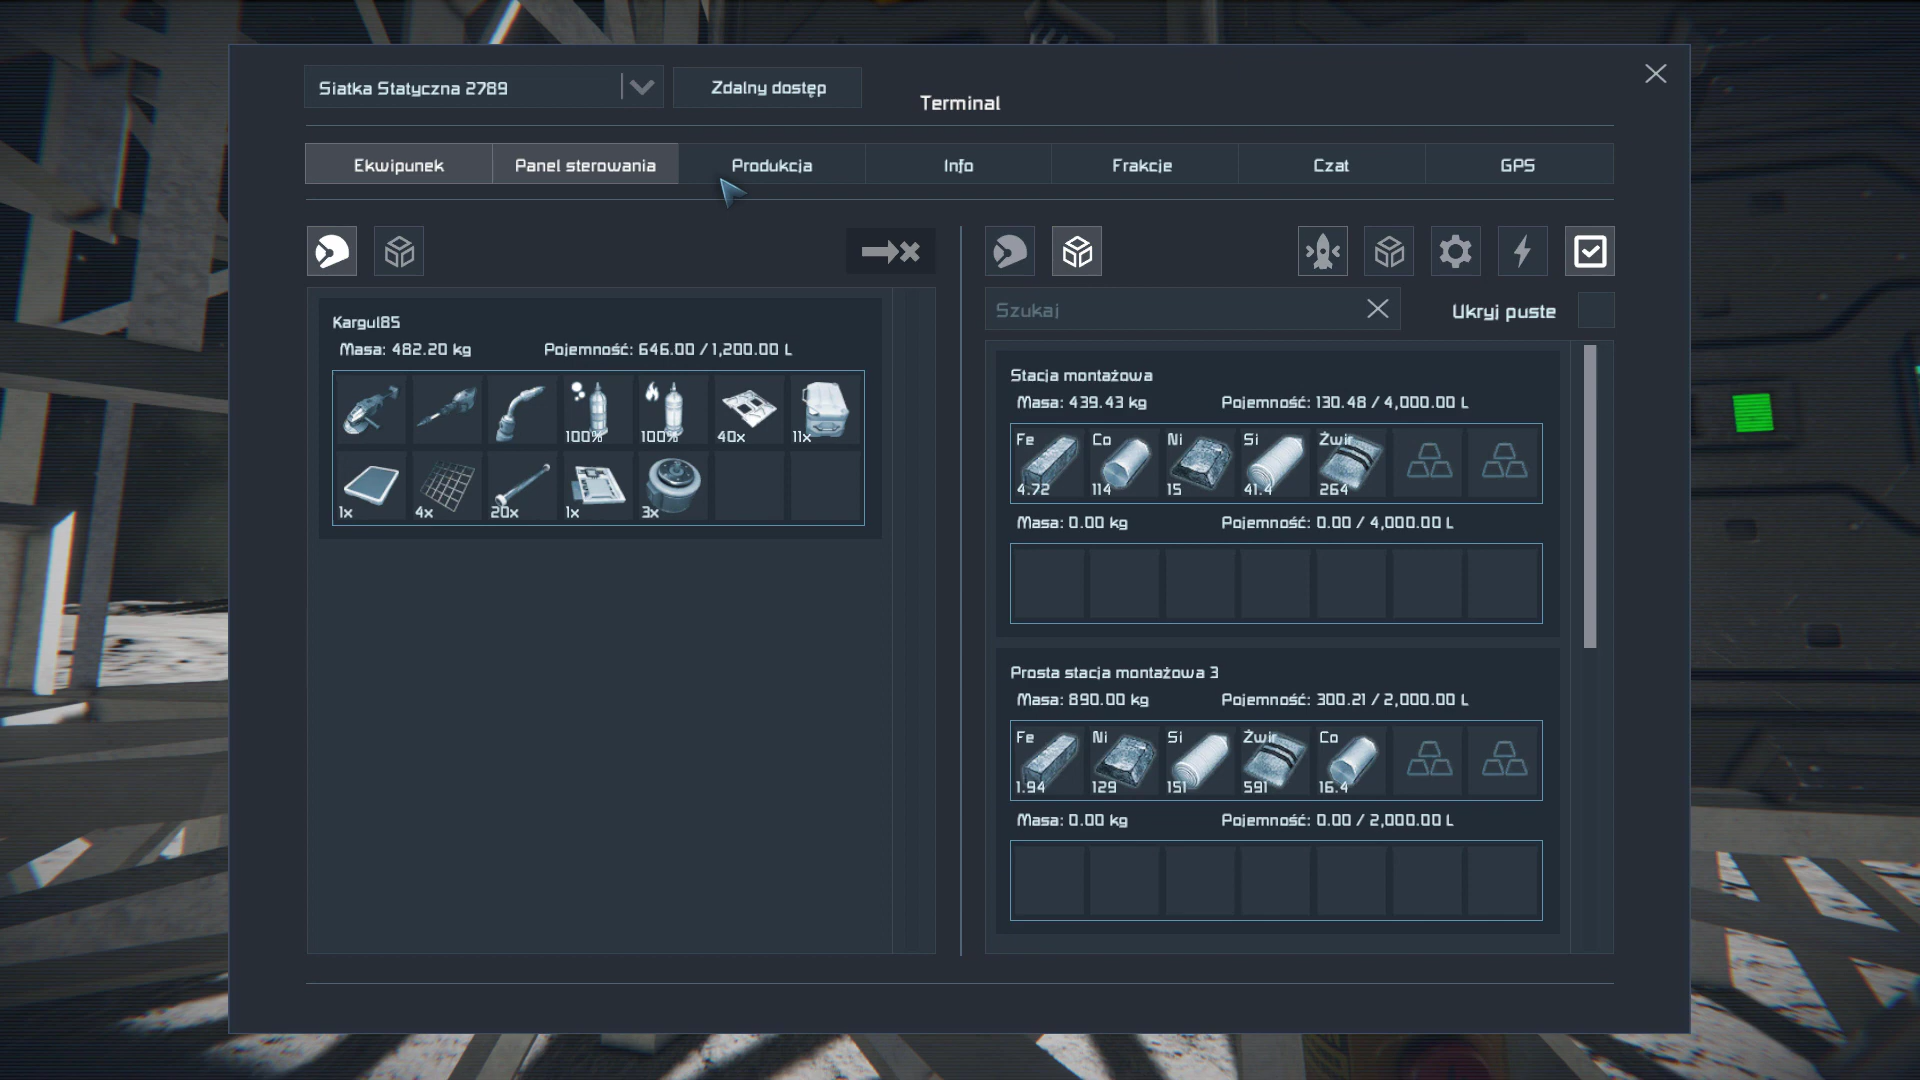 Siatka Statyczna 2789
Zdalny dostęp
Terminal
Ekwipunek
Panel sterowania
Produkcja
Info
Frakcje
Czat
GPS
Kargul85
Masa: 482.20 kg
Pojemność: 646.00 / 1,200.00 L
100%
100%
40x
11x
1x
4x
20x
1x
3x
Szukaj
Ukryj puste
Stacja montażowa
Masa: 439.43 kg
Pojemność: 130.48 / 4,000.00 L
Fe
Co
Ni
Si
Żwir
4.72
114
15
41.4
264
Masa: 0.00 kg
Pojemność: 0.00 / 4,000.00 L
Prosta stacja montażowa 3
Masa: 890.00 kg
Pojemność: 300.21 / 2,000.00 L
Fe
Ni
Si
Żwir
Co
1.94
129
151
591
16.4
Masa: 0.00 kg
Pojemność: 0.00 / 2,000.00 L